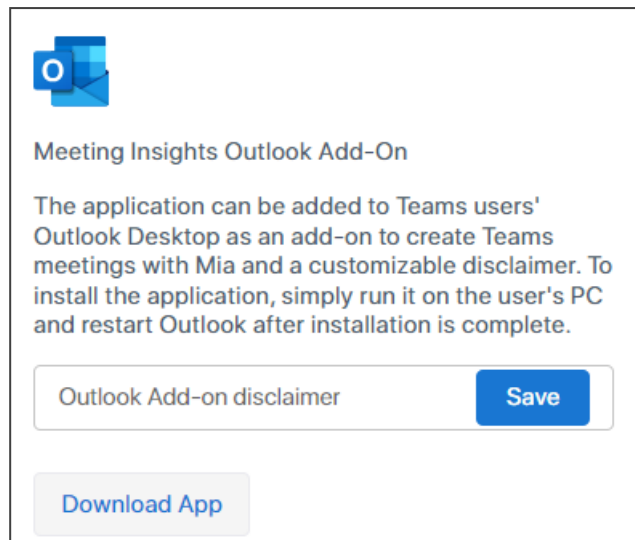 O
Meeting Insights Outlook Add-On
The application can be added to Teams users'
Outlook Desktop as an add-on to create Teams
meetings with Mia and a customizable disclaimer. To
install the application, simply run it on the user's PC
and restart Outlook after installation is complete.
Outlook Add-on disclaimer Save
Download App